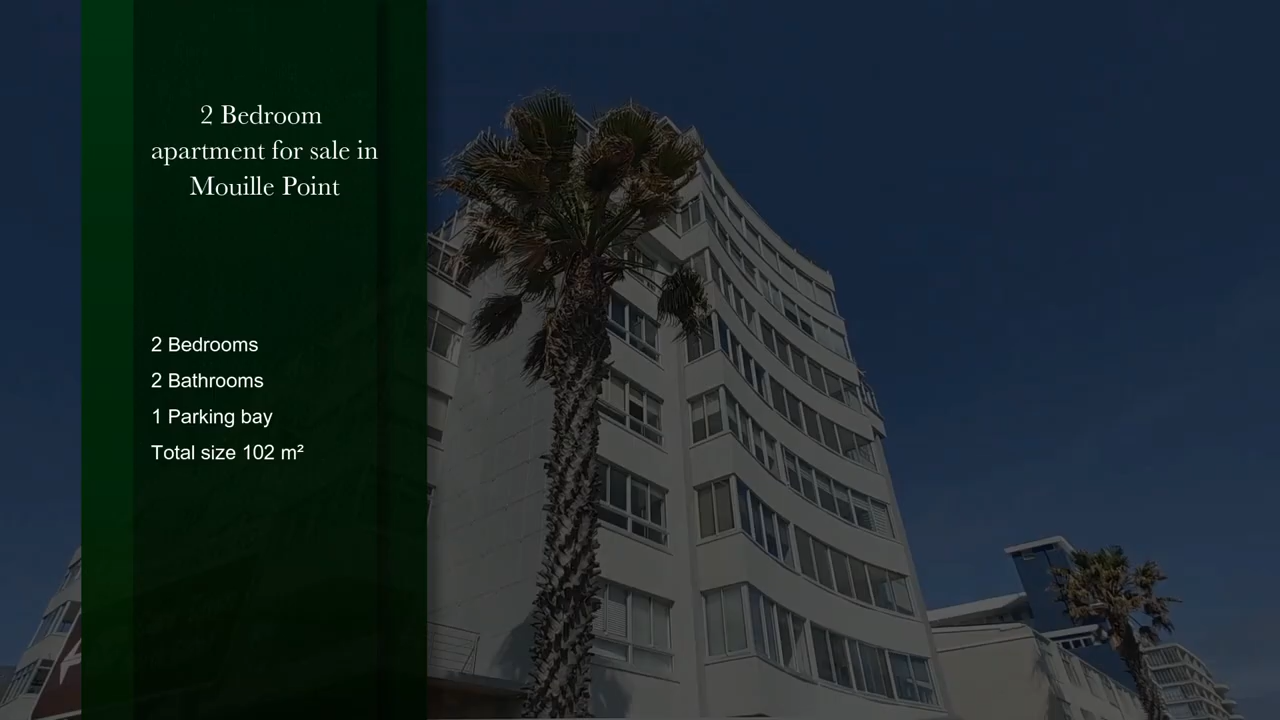 2 Bedroom
apartment for sale in
Mouille Point
2 Bedrooms
2 Bathrooms
1 Parking bay
Total size 102 m²